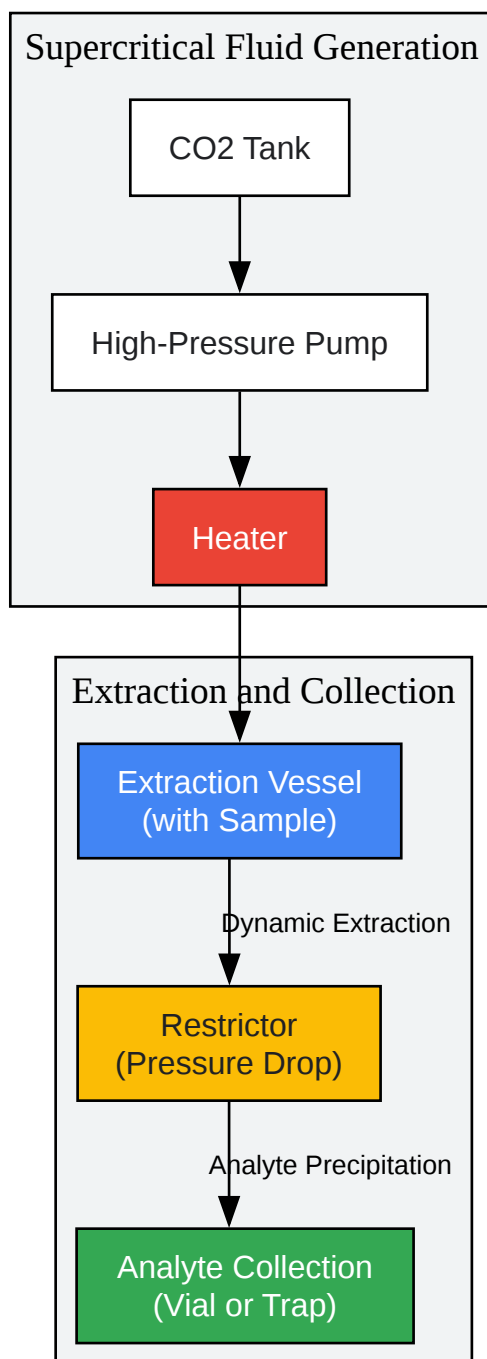 Supercritical Fluid Generation
CO2 Tank
High-Pressure Pump
Heater
Extraction and Collection
Extraction Vessel
(with Sample)
Dynamic Extraction
Restrictor
(Pressure Drop)
Analyte Precipitation
Analyte Collection
(Vial or Trap)